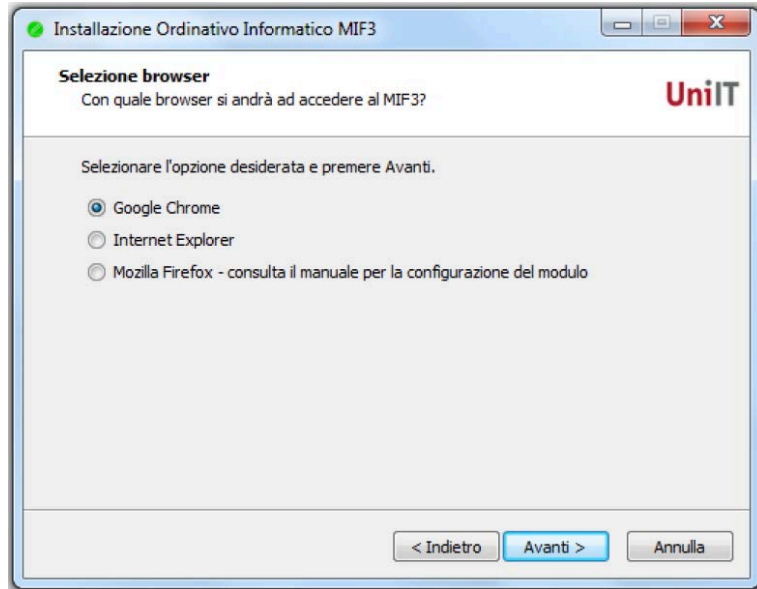 Installazione Ordinativo Informatico MIF3
Selezione browser
Con quale browser si andrà ad accedere al MIF3?
UniIT
Selezionare l'opzione desiderata e premere Avanti.
Google Chrome
Internet Explorer
Mozilla Firefox - consulta il manuale per la configurazione del modulo
< Indietro Avanti > Annulla